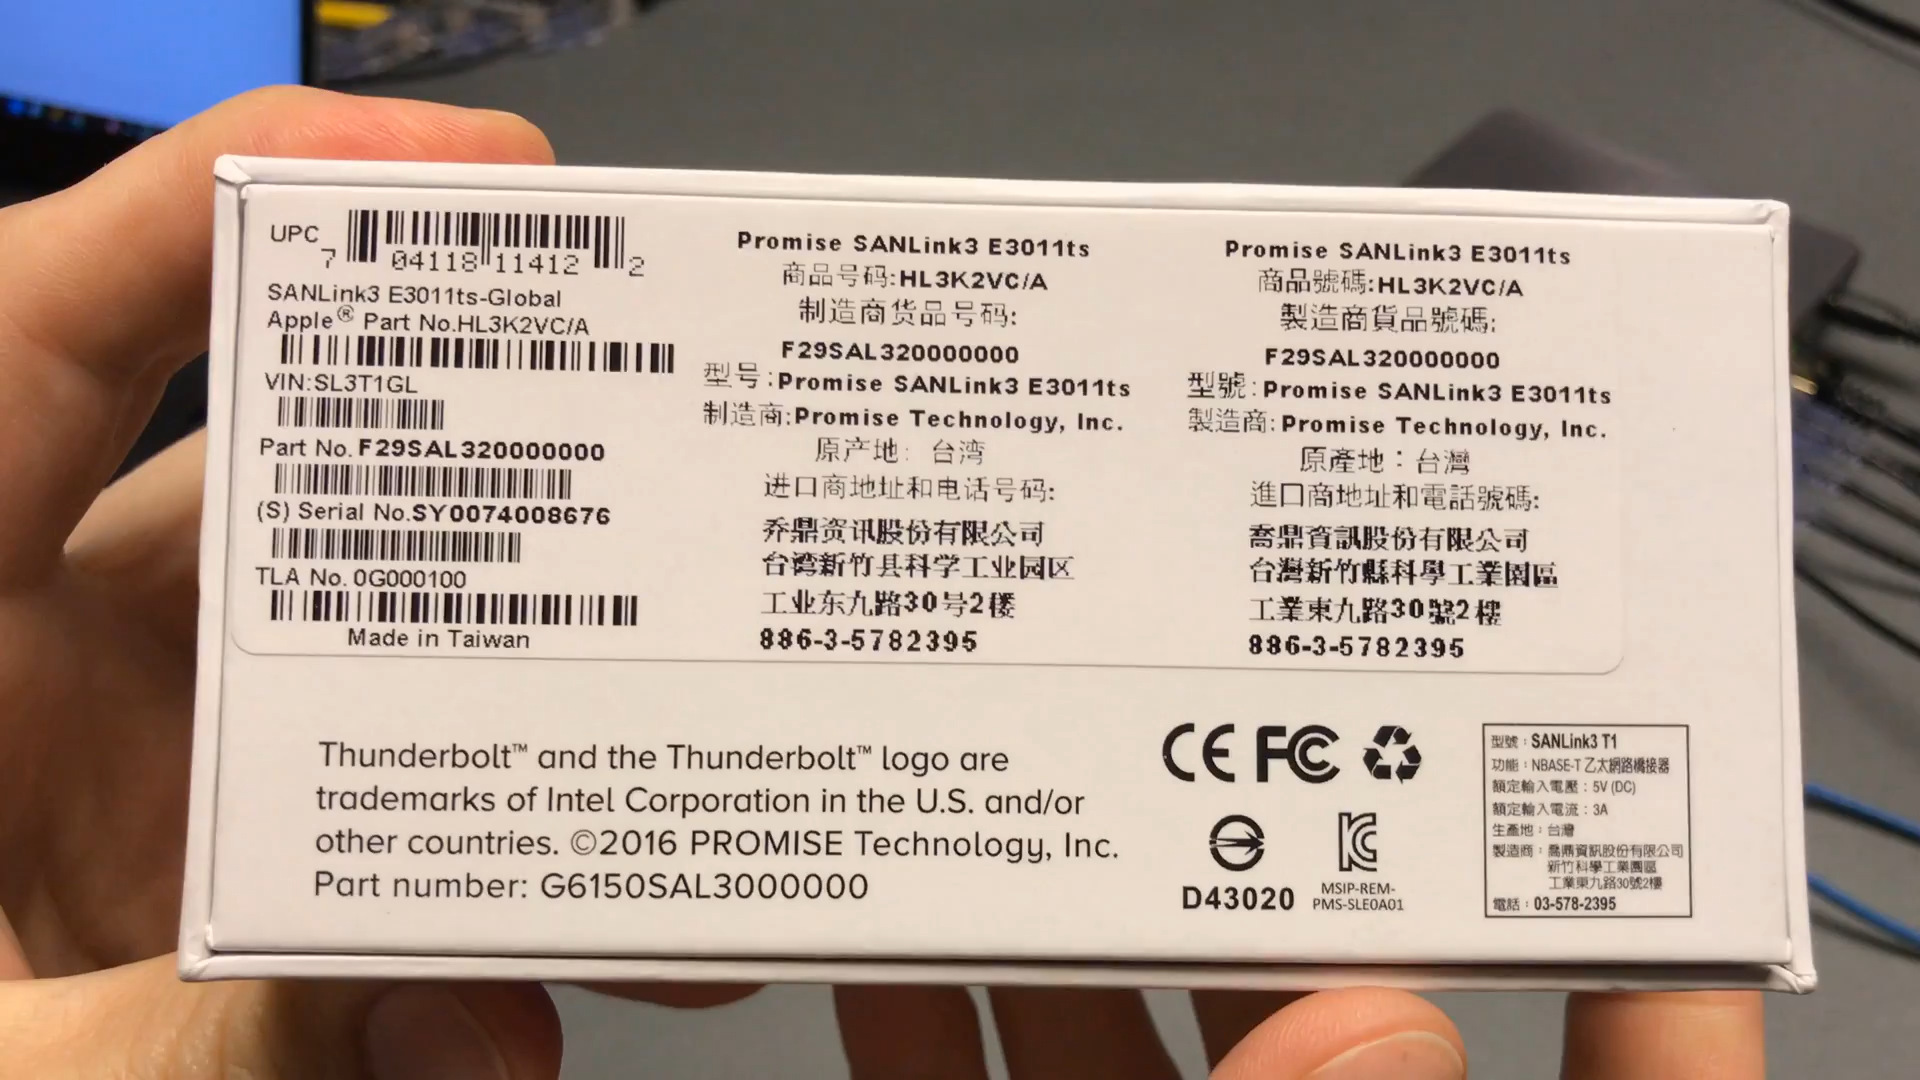 UPC
7 04118 11412 2
SANLink3 E3011ts-Global
Apple® Part No.HL3K2VC/A
VIN:SL3T1GL
Part No. F29SAL320000000
(S) Serial No.SY0074008676
TLA No. 0G000100
Made in Taiwan
Promise SANLink3 E3011ts
商品号码:HL3K2VC/A
制造商货品号码:
F29SAL320000000
型号:Promise SANLink3 E3011ts
制造商:Promise Technology, Inc.
原产地: 台湾
进口商地址和电话号码:
乔鼎资讯股份有限公司
台湾新竹县科学工业园区
工业东九路30号2楼
886-3-5782395
Promise SANLink3 E3011ts
商品號碼:HL3K2VC/A
製造商貨品號碼:
F29SAL320000000
型號:Promise SANLink3 E3011ts
製造商:Promise Technology, Inc.
原產地：台灣
進口商地址和電話號碼:
喬鼎資訊股份有限公司
台灣新竹縣科學工業園區
工業東九路30號2樓
886-3-5782395
Thunderbolt™ and the Thunderbolt™ logo are
trademarks of Intel Corporation in the U.S. and/or
other countries. ©2016 PROMISE Technology, Inc.
Part number: G6150SAL3000000
CE FC
D43020
MSIP-REM-
PMS-SLE0A01
型號：SANLink3 T1
功能：NBASE-T 乙太網路橋接器
額定輸入電壓：5V (DC)
額定輸入電流：3A
生產地：台灣
製造商：喬鼎資訊股份有限公司
新竹科學工業園區
工業東九路30號2樓
電話：03-578-2395